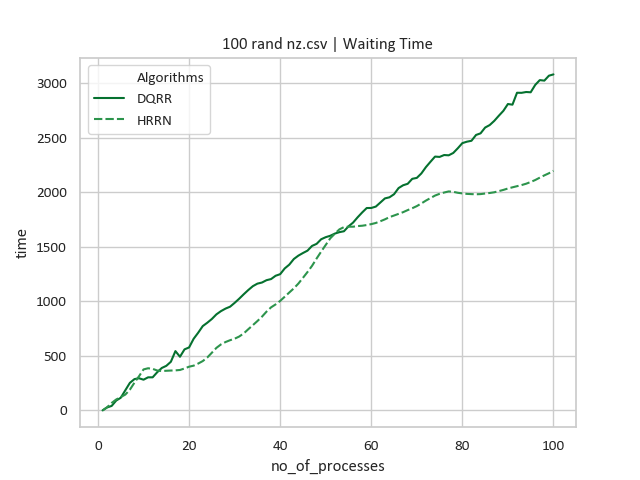 100 rand nz.csv | Waiting Time
Algorithms
DQRR
HRRN
3000
2500
2000
1500
1000
500
0
time
0 20 40 60 80 100
no_of_processes